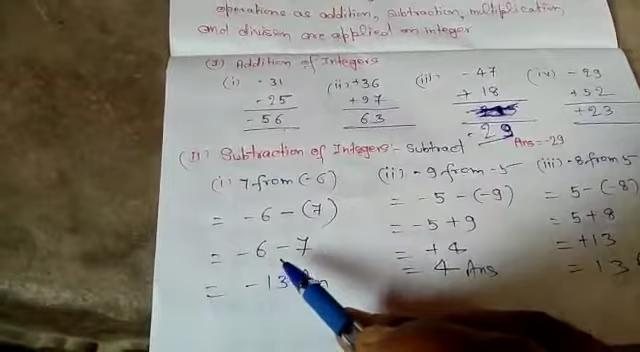 operations as addition, subtraction, multiplication,
and division are applied on integer
(I) Addition of Integers
(i) -31 (ii) +36 (iii) -47 (iv) -29
-25 +97 + 18 +52
-56 63 +23
-29 Ans=-29
(II) Subtraction of Integers:- Subtract
(i) 7 from (-6) (ii) -9 from -5 (iii) -8 from 5
= -6 - (7) = -5 - (-9) = 5 - (-8)
= -6 - 7 = -5 + 9 = 5 + 8
= -13 = +4 = +13
= 4 Ans = 13